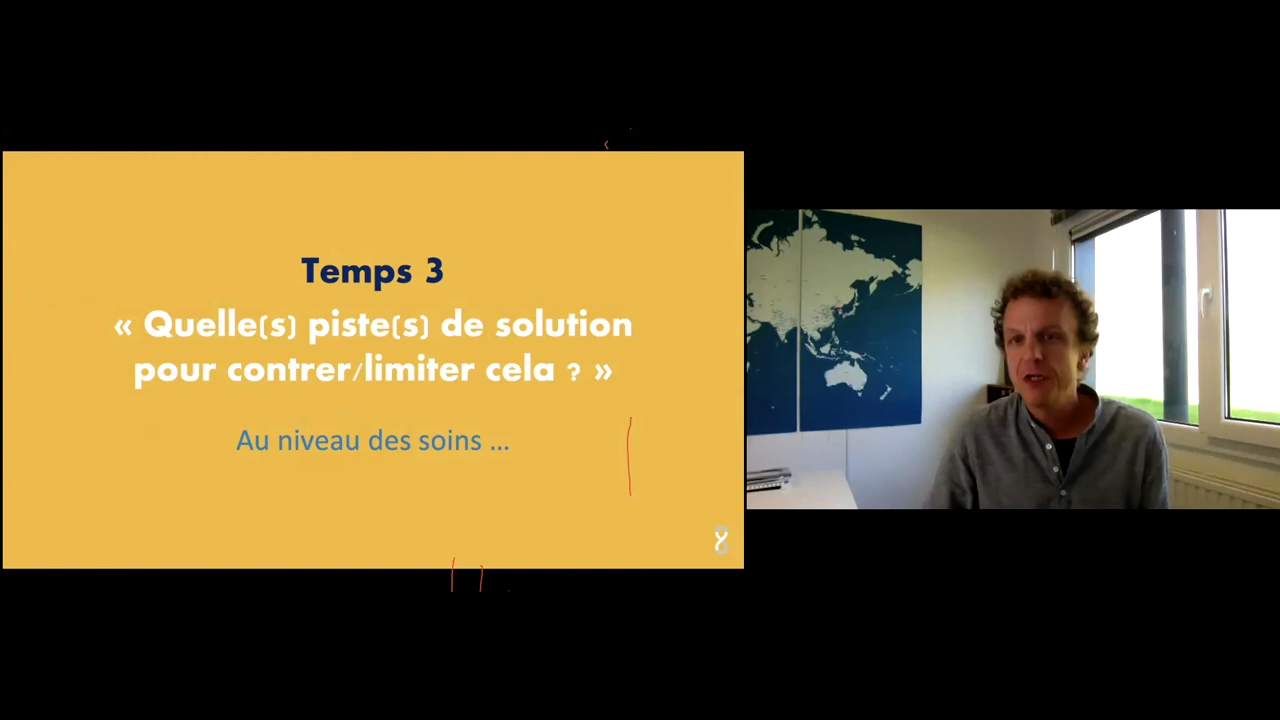 Temps 3
« Quelle(s) piste(s) de solution
pour contrer/limiter cela ? »
Au niveau des soins ...